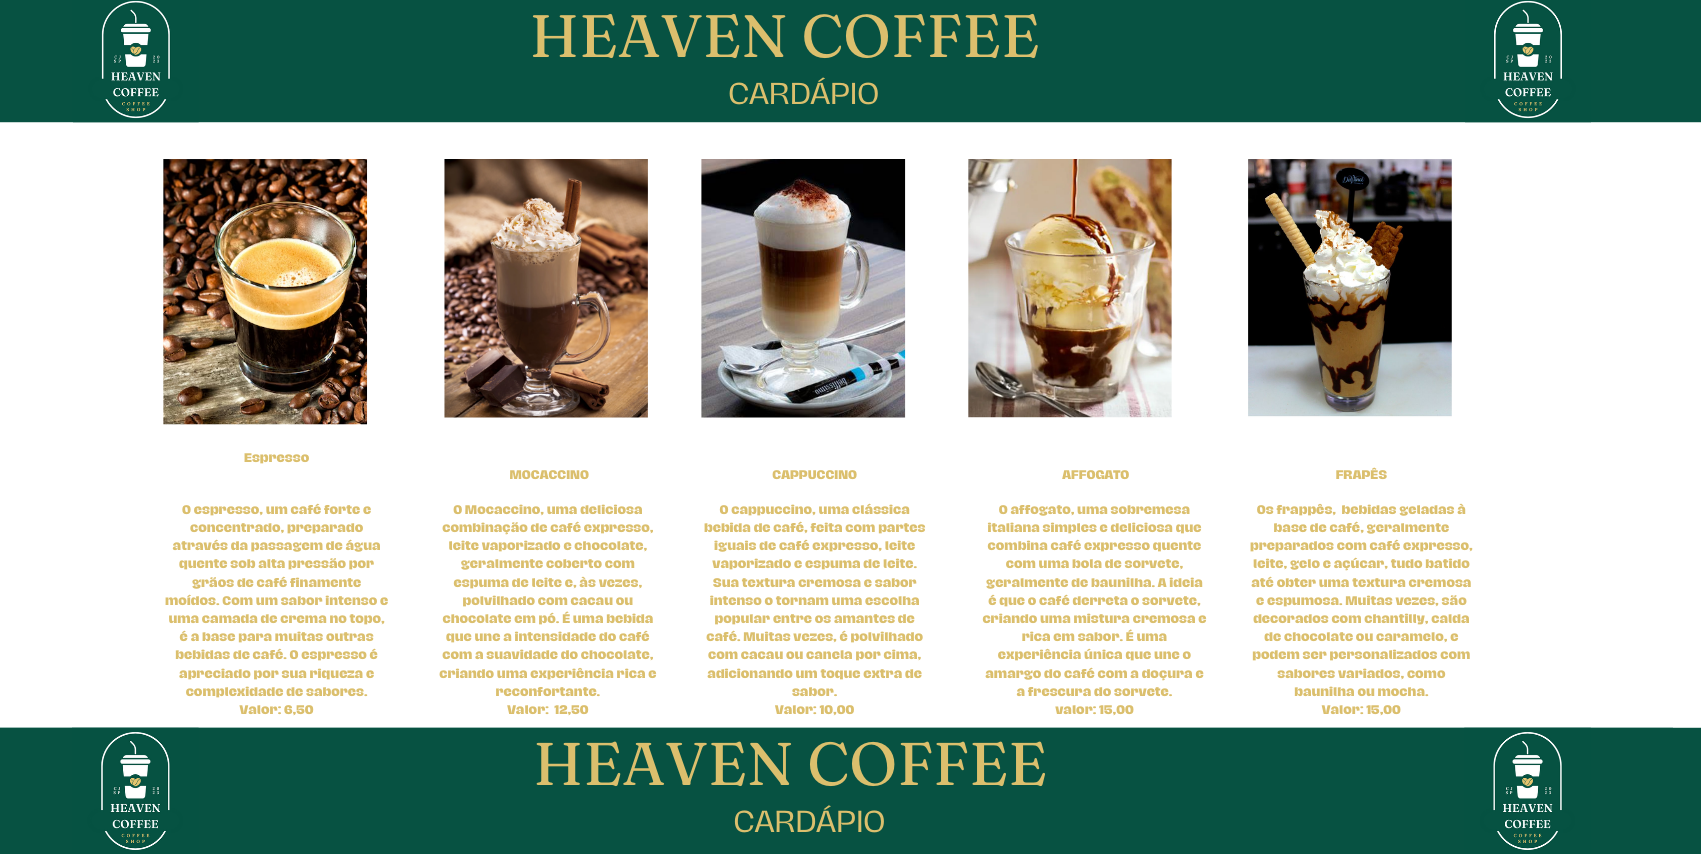 HEAVEN COFFEE
CARDÁPIO
HEAVEN
COFFEE
COFFEE
SHOP
HEAVEN
COFFEE
COFFEE
SHOP
bellissimo
Espresso
O espresso, um café forte e
concentrado, preparado
através da passagem de água
quente sob alta pressão por
grãos de café finamente
moídos. Com um sabor intenso e
uma camada de crema no topo,
é a base para muitas outras
bebidas de café. O espresso é
apreciado por sua riqueza e
complexidade de sabores.
Valor: 6,50
MOCACCINO
O Mocaccino, uma deliciosa
combinação de café expresso,
leite vaporizado e chocolate,
geralmente coberto com
espuma de leite e, às vezes,
polvilhado com cacau ou
chocolate em pó. É uma bebida
que une a intensidade do café
com a suavidade do chocolate,
criando uma experiência rica e
reconfortante.
Valor: 12,50
CAPPUCCINO
O cappuccino, uma clássica
bebida de café, feita com partes
iguais de café expresso, leite
vaporizado e espuma de leite.
Sua textura cremosa e sabor
intenso o tornam uma escolha
popular entre os amantes de
café. Muitas vezes, é polvilhado
com cacau ou canela por cima,
adicionando um toque extra de
sabor.
Valor: 10,00
AFFOGATO
O affogato, uma sobremesa
italiana simples e deliciosa que
combina café expresso quente
com uma bola de sorvete,
geralmente de baunilha. A ideia
é que o café derreta o sorvete,
criando uma mistura cremosa e
rica em sabor. É uma
experiência única que une o
amargo do café com a doçura e
a frescura do sorvete.
valor: 15,00
FRAPÊS
Os frappês, bebidas geladas à
base de café, geralmente
preparados com café expresso,
leite, gelo e açúcar, tudo batido
até obter uma textura cremosa
e espumosa. Muitas vezes, são
decorados com chantilly, calda
de chocolate ou caramelo, e
podem ser personalizados com
sabores variados, como
baunilha ou mocha.
Valor: 15,00
HEAVEN COFFEE
CARDÁPIO
HEAVEN
COFFEE
COFFEE
SHOP
HEAVEN
COFFEE
COFFEE
SHOP